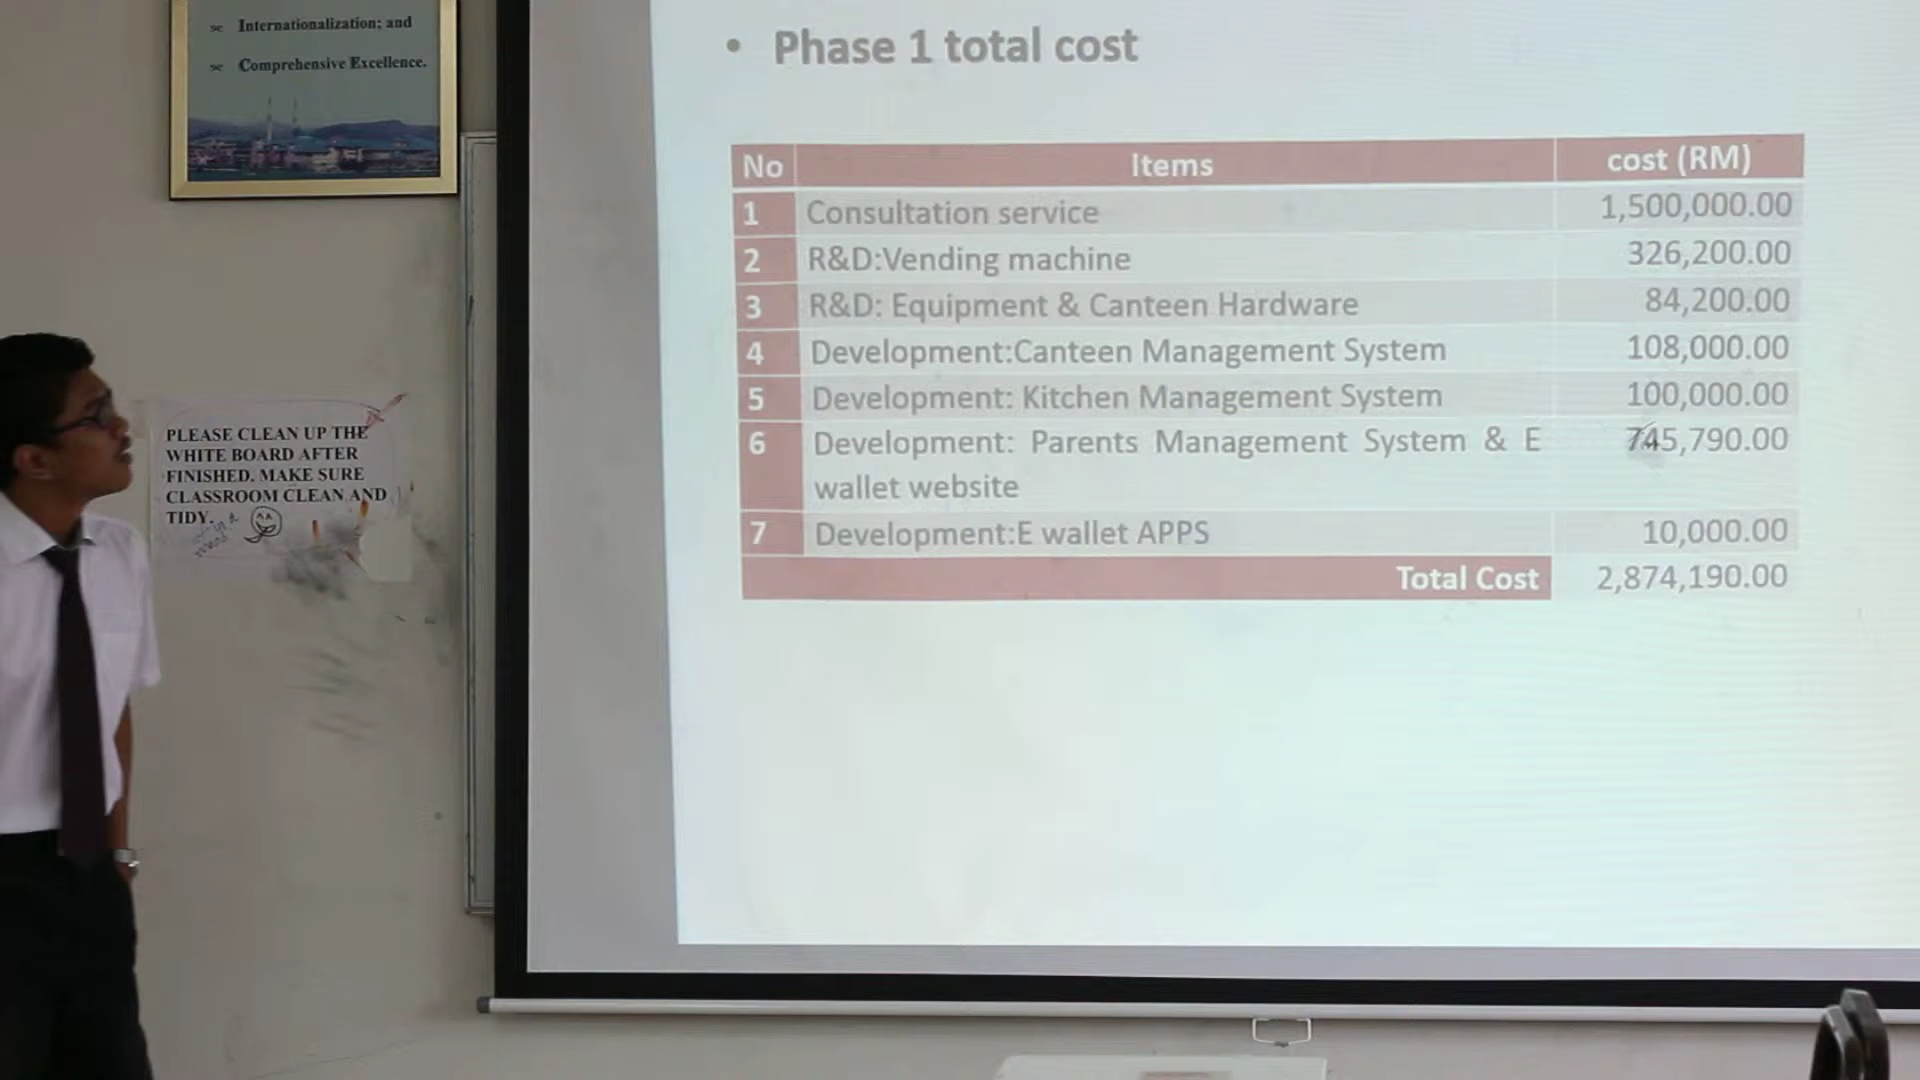 Internationalization; and
Comprehensive Excellence.
PLEASE CLEAN UP THE
WHITE BOARD AFTER
FINISHED. MAKE SURE
CLASSROOM CLEAN AND
TIDY.
• Phase 1 total cost
No Items cost (RM)
1 Consultation service 1,500,000.00
2 R&D:Vending machine 326,200.00
3 R&D: Equipment & Canteen Hardware 84,200.00
4 Development:Canteen Management System 108,000.00
5 Development: Kitchen Management System 100,000.00
6 Development: Parents Management System & E 745,790.00
wallet website
7 Development:E wallet APPS 10,000.00
Total Cost 2,874,190.00